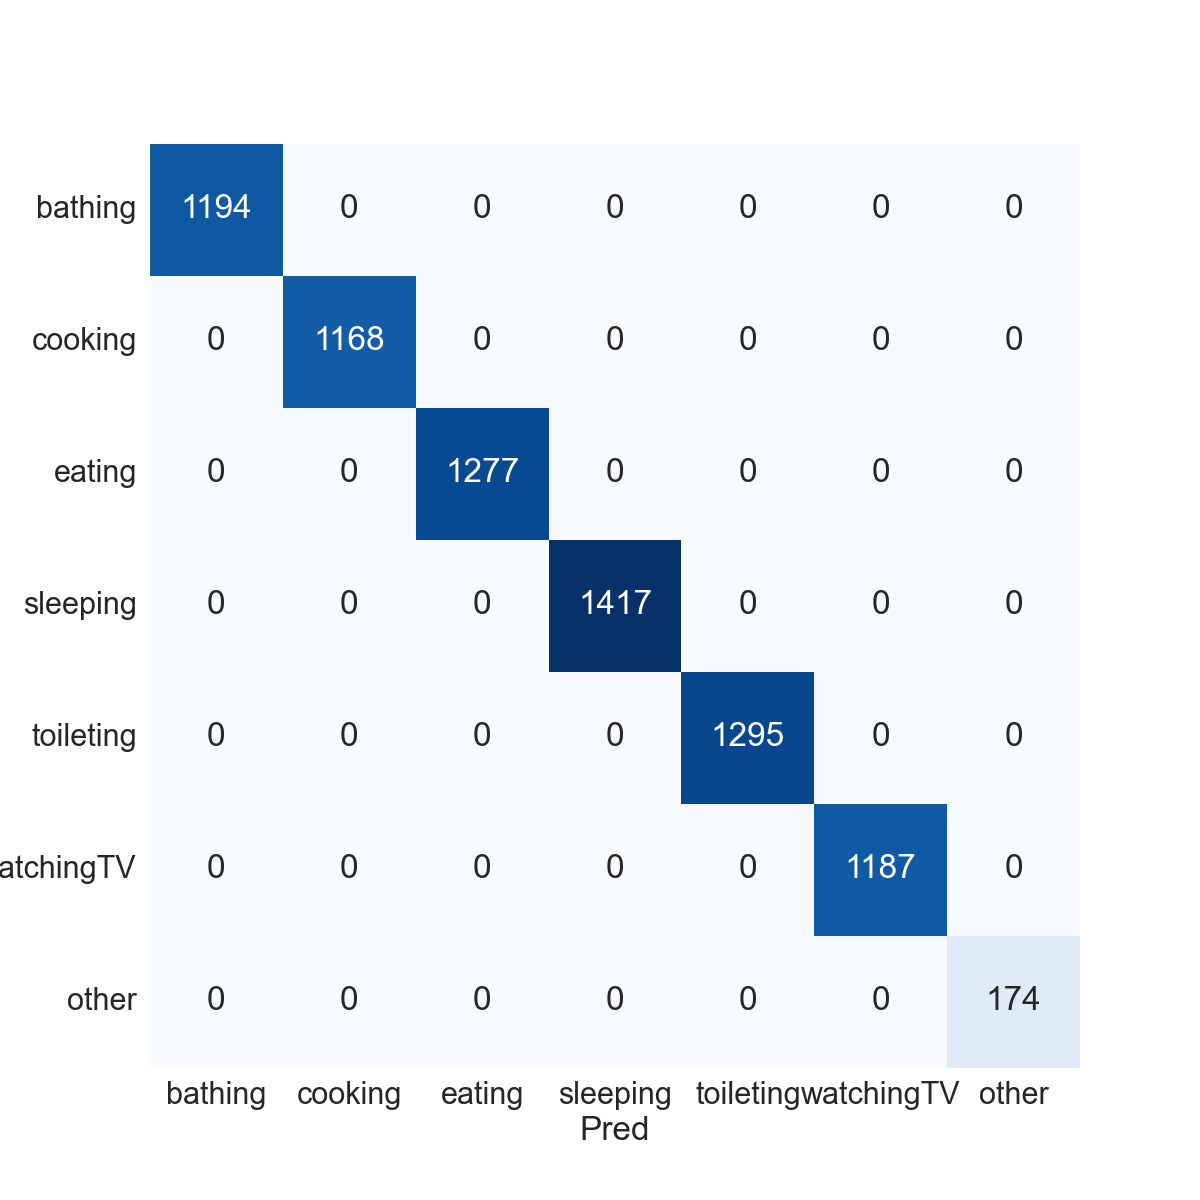 bathing 1194 0 0 0 0 0 0
cooking 0 1168 0 0 0 0 0
eating 0 0 1277 0 0 0 0
sleeping 0 0 0 1417 0 0 0
toileting 0 0 0 0 1295 0 0
atchingTV 0 0 0 0 0 1187 0
other 0 0 0 0 0 0 174
bathing cooking eating sleeping toileting watchingTV other
Pred